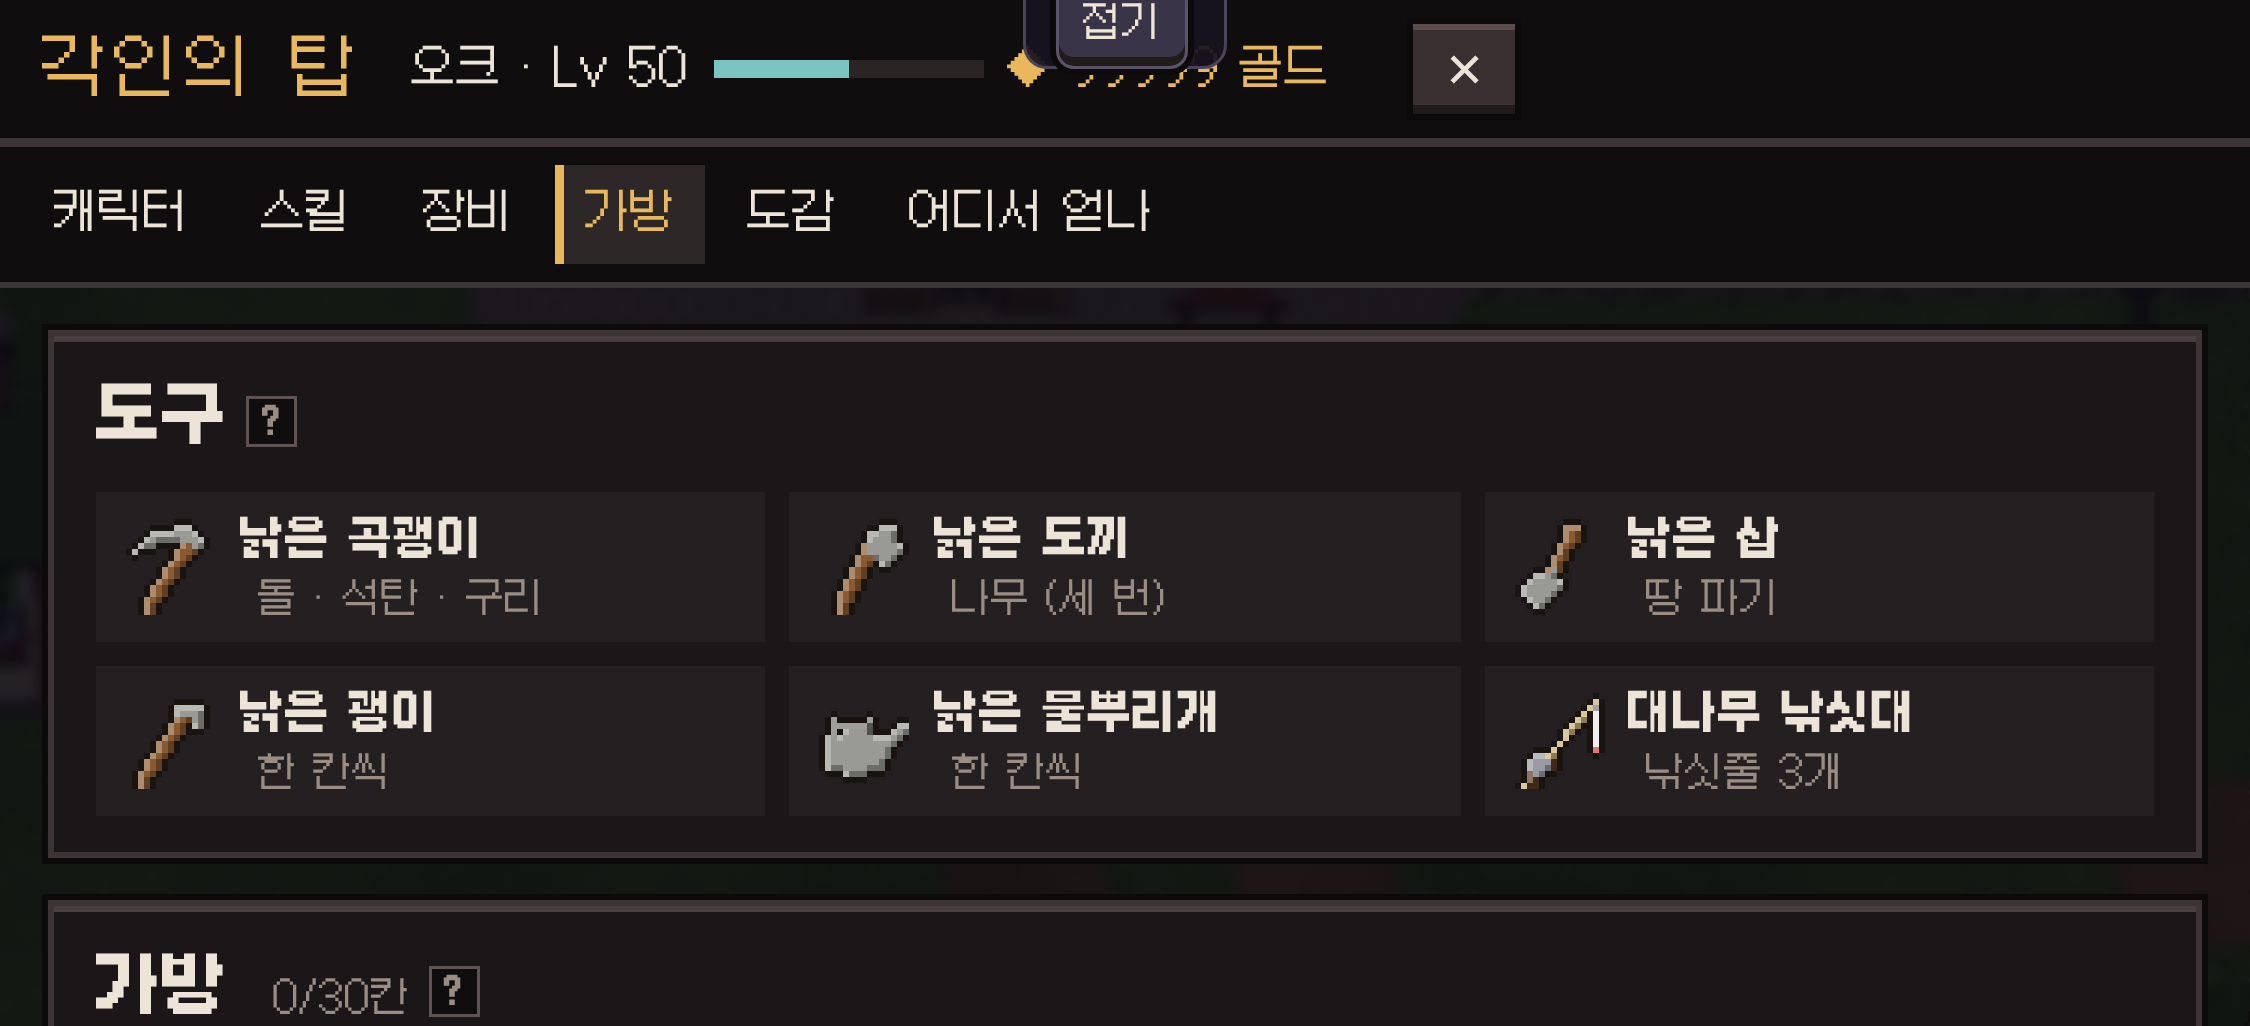 접기
각인의 탑 오크 · Lv 50 골드 ×
캐릭터 스킬 장비 가방 도감 어디서 얻나
도구 ?
낡은 곡괭이 낡은 도끼 낡은 삽
돌 · 석탄 · 구리 나무 (세 번) 땅 파기
낡은 괭이 낡은 물뿌리개 대나무 낚싯대
한 칸씩 한 칸씩 낚싯줄 3개
가방 0/30칸 ?